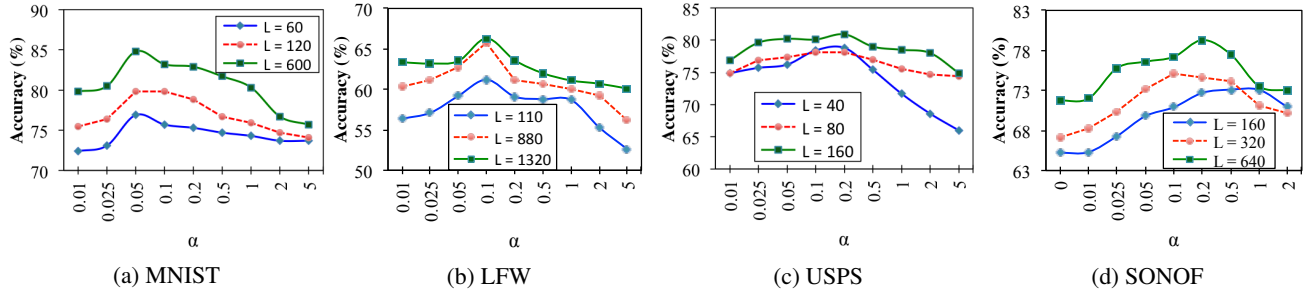 Accuracy (%)
90
85
80
75
70
L = 60
L = 120
L = 600
0.01
0.025
0.05
0.1
0.2
0.5
1
2
5
α
(a) MNIST
Accuracy (%)
70
65
60
55
50
L = 110
L = 880
L = 1320
0.01
0.025
0.05
0.1
0.2
0.5
1
2
5
α
(b) LFW
Accuracy (%)
85
80
75
70
65
60
L = 40
L = 80
L = 160
0.01
0.025
0.05
0.1
0.2
0.5
1
2
5
α
(c) USPS
Accuracy (%)
83
78
73
68
63
L = 160
L = 320
L = 640
0
0.01
0.025
0.05
0.1
0.2
0.5
1
2
α
(d) SONOF